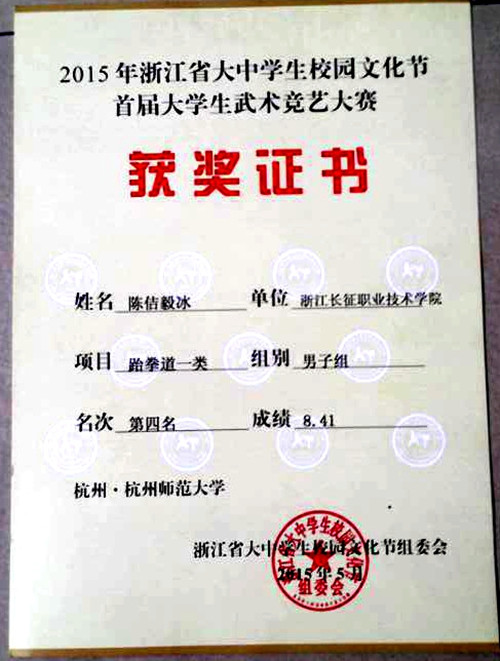 2015年浙江省大中学生校园文化节
首届大学生武术竞艺大赛
获奖证书
姓名 陈佶毅冰 单位 浙江长征职业技术学院
项目 跆拳道一类 组别 男子组
名次 第四名 成绩 8.41
杭州·杭州师范大学
浙江省大中学生校园文化节组委会
2015年5月
组委会